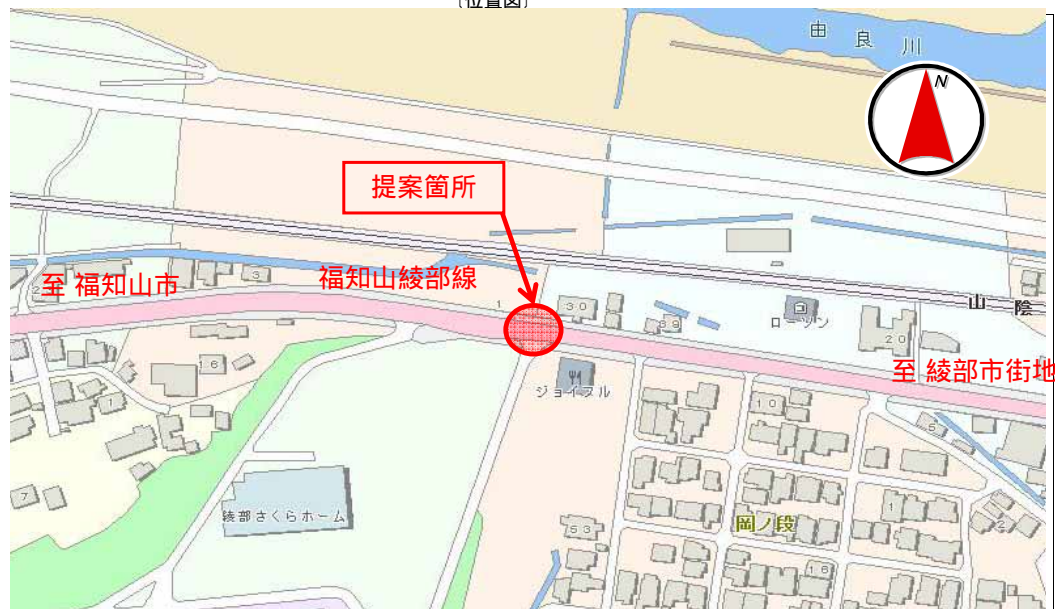 〔位置図〕
由良川
N
提案箇所
至 福知山市
福知山綾部線
2
3
1
30
39
ローソン
山陰
20
至 綾部市街地
16
ジョイフル
1
10
5
7
綾部さくらホーム
53
岡ノ段
1
2
16